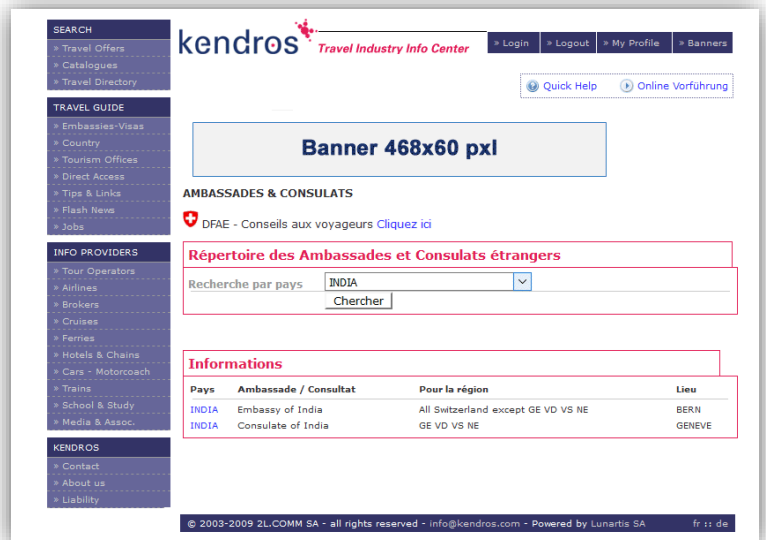 SEARCH
» Travel Offers
» Catalogues
» Travel Directory
TRAVEL GUIDE
» Embassies-Visas
» Country
» Tourism Offices
» Direct Access
» Tips & Links
» Flash News
» Jobs
INFO PROVIDERS
» Tour Operators
» Airlines
» Brokers
» Cruises
» Ferries
» Hotels & Chains
» Cars - Motorcoach
» Trains
» School & Study
» Media & Assoc.
KENDROS
» Contact
» About us
» Liability
kendros Travel Industry Info Center
» Login » Logout » My Profile » Banners
Quick Help Online Vorführung
Banner 468x60 pxl
AMBASSADES & CONSULATS
DFAE - Conseils aux voyageurs Cliquez ici
Répertoire des Ambassades et Consulats étrangers
Recherche par pays INDIA
Chercher
Informations
Pays Ambassade / Consultat Pour la région Lieu
INDIA Embassy of India All Switzerland except GE VD VS NE BERN
INDIA Consulate of India GE VD VS NE GENEVE
© 2003-2009 2L.COMM SA - all rights reserved - info@kendros.com - Powered by Lunartis SA fr :: de